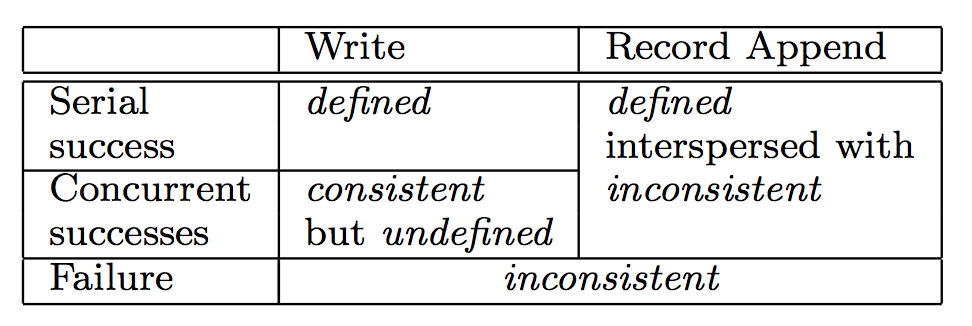 Write Record Append
Serial success defined defined interspersed with inconsistent
Concurrent successes consistent but undefined
Failure inconsistent